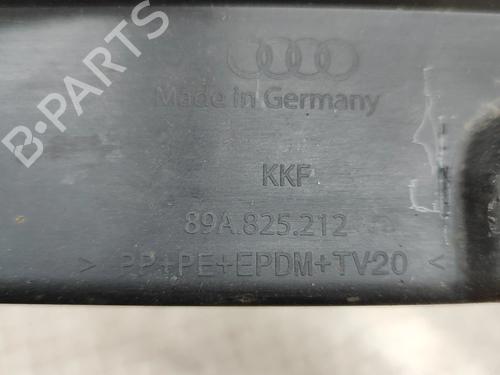 B-PARTS
Made in Germany
KKF
89A.825.212
> PP+PE+EPDM+TV20 <